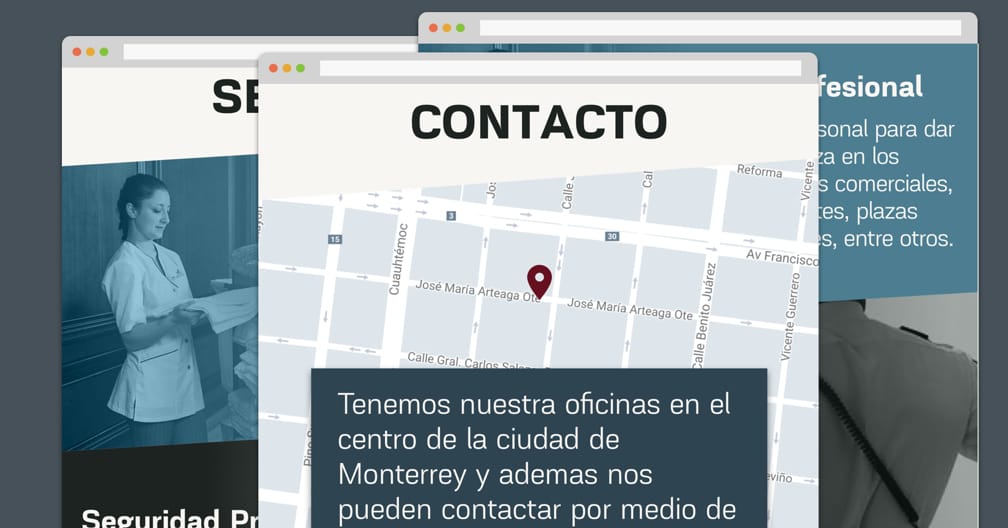 SE
Seguridad Pr
CONTACTO
Reforma
Vicente
Calle J
Cal
3
15
30
Cuauhtémoc
Av Francisco
José María Arteaga Ote
José María Arteaga Ote
Calle Benito Juárez
Vicente Guerrero
Calle Gral. Carlos Salaz
Pino S
eviño
Tenemos nuestra oficinas en el
centro de la ciudad de
Monterrey y ademas nos
pueden contactar por medio de
fesional
sonal para dar
za en los
s comerciales,
tes, plazas
es, entre otros.